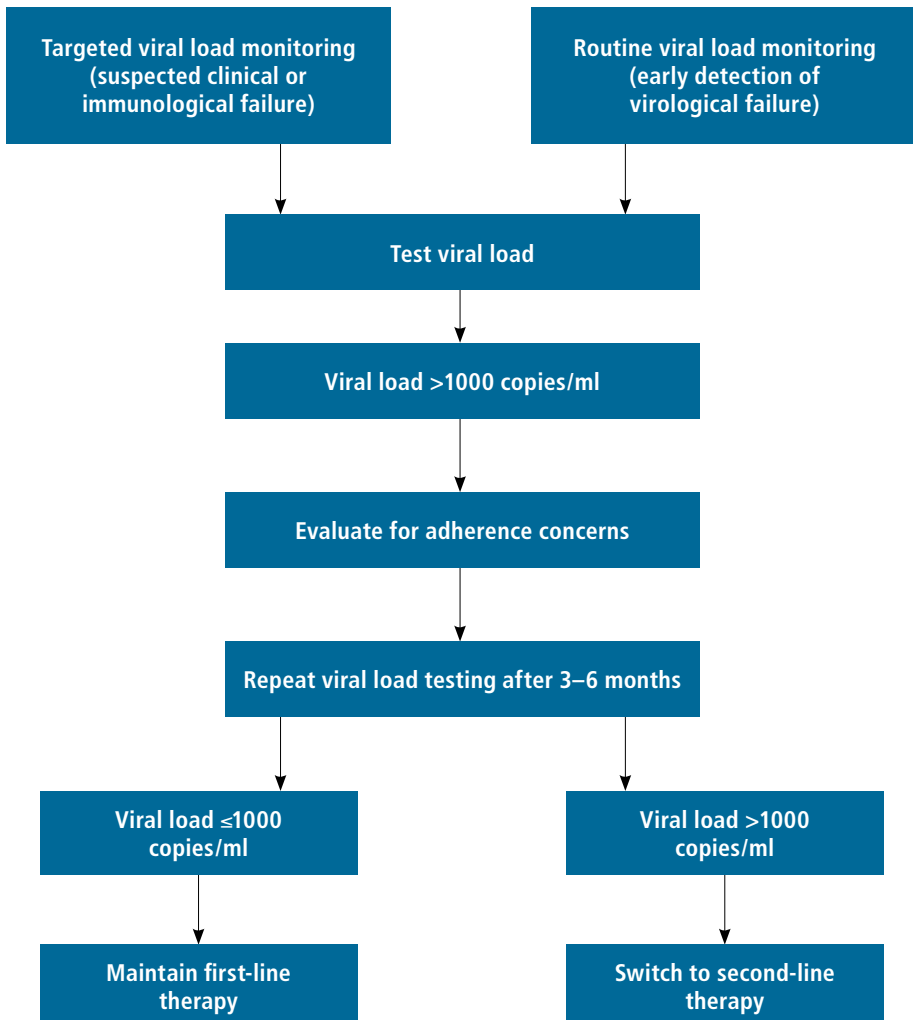 Targeted viral load monitoring
(suspected clinical or
immunological failure)
Routine viral load monitoring
(early detection of
virological failure)
Test viral load
Viral load >1000 copies/ml
Evaluate for adherence concerns
Repeat viral load testing after 3–6 months
Viral load ≤1000
copies/ml
Viral load >1000
copies/ml
Maintain first-line
therapy
Switch to second-line
therapy